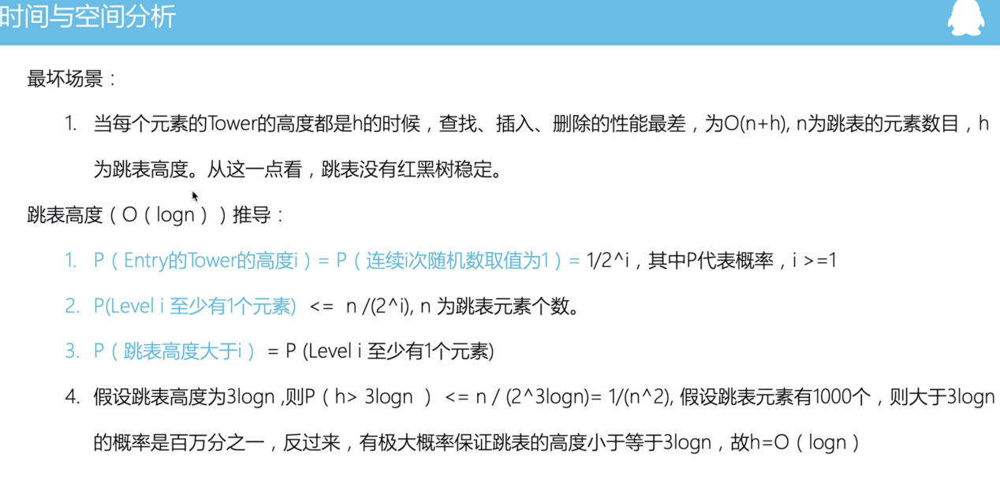 时间与空间分析
最坏场景：
1. 当每个元素的Tower的高度都是h的时候，查找、插入、删除的性能最差，为O(n+h), n为跳表的元素数目，h
为跳表高度。从这一点看，跳表没有红黑树稳定。
跳表高度（O（logn））推导：
1. P（Entry的Tower的高度i）= P（连续i次随机数取值为1）= 1/2^i，其中P代表概率，i >=1
2. P(Level i 至少有1个元素) <= n /(2^i), n 为跳表元素个数。
3. P（跳表高度大于i） = P (Level i 至少有1个元素)
4. 假设跳表高度为3logn ,则P（h> 3logn ） <= n / (2^3logn)= 1/(n^2), 假设跳表元素有1000个，则大于3logn
的概率是百万分之一，反过来，有极大概率保证跳表的高度小于等于3logn，故h=O（logn）